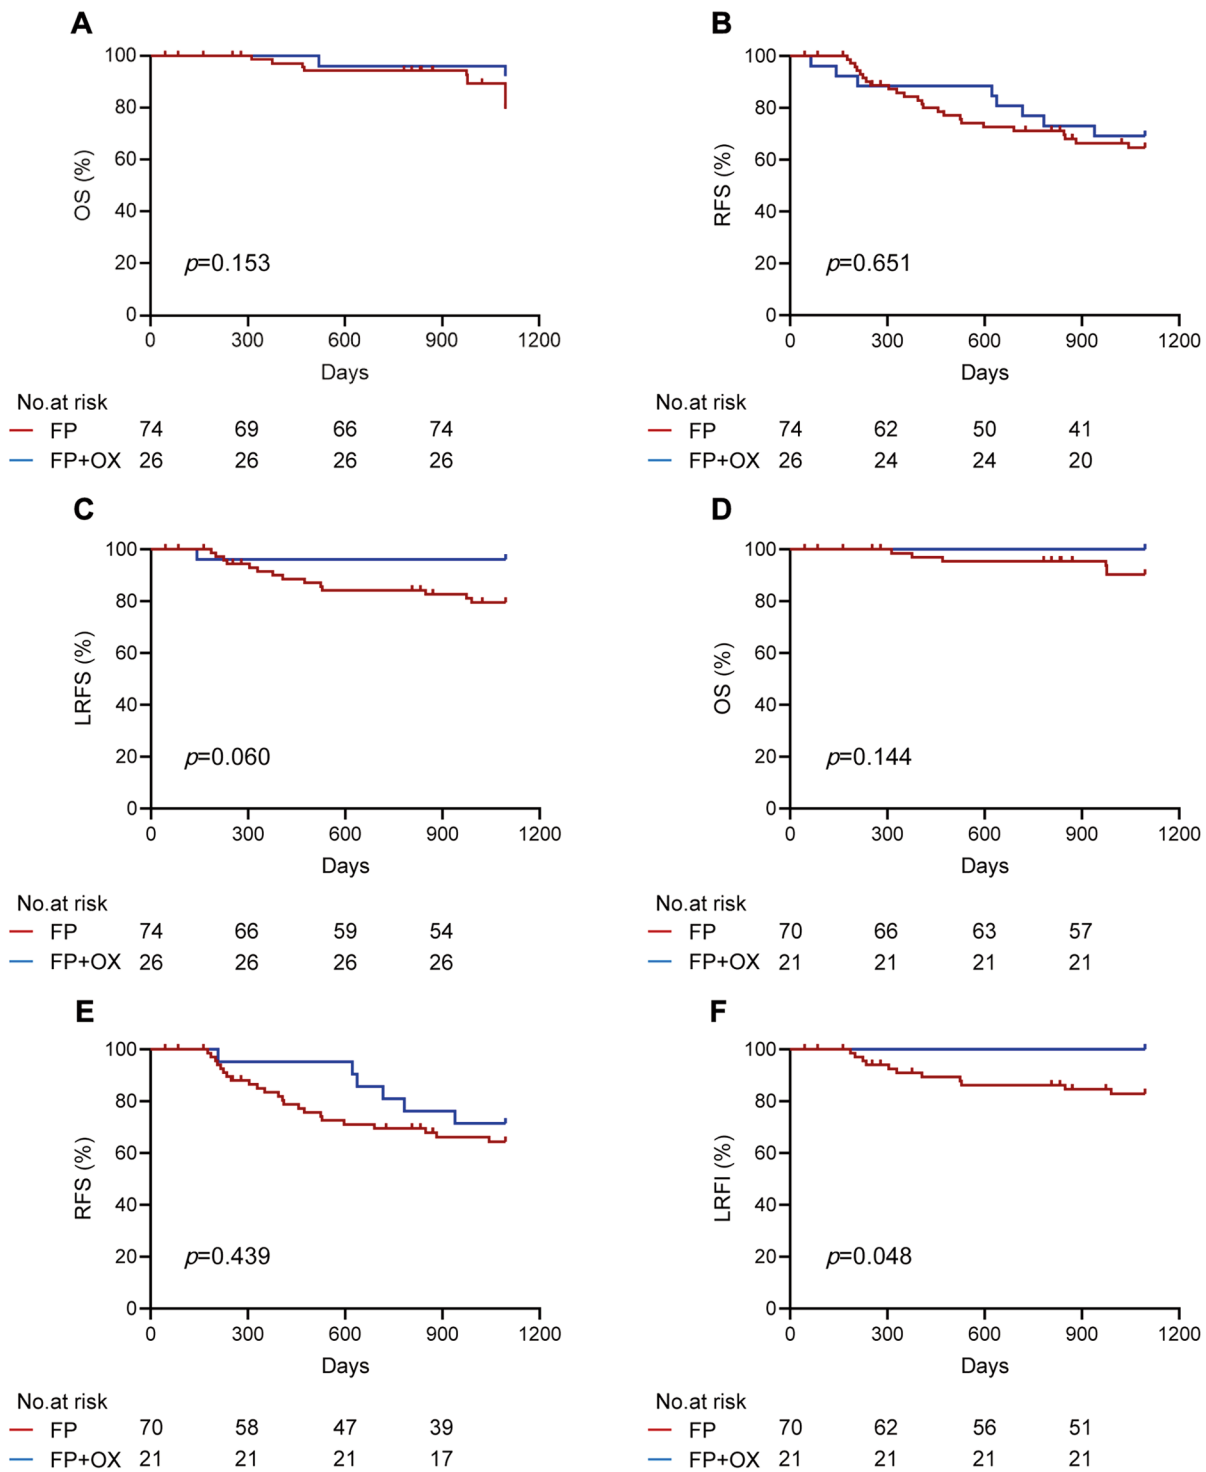 A
100
80
60
40
20
0
OS (%)
p=0.153
0 300 600 900 1200
Days
No.at risk
FP 74 69 66 74
FP+OX 26 26 26 26
B
100
80
60
40
20
0
RFS (%)
p=0.651
0 300 600 900 1200
Days
No.at risk
FP 74 62 50 41
FP+OX 26 24 24 20
C
100
80
60
40
20
0
LRFS (%)
p=0.060
0 300 600 900 1200
Days
No.at risk
FP 74 66 59 54
FP+OX 26 26 26 26
D
100
80
60
40
20
0
OS (%)
p=0.144
0 300 600 900 1200
Days
No.at risk
FP 70 66 63 57
FP+OX 21 21 21 21
E
100
80
60
40
20
0
RFS (%)
p=0.439
0 300 600 900 1200
Days
No.at risk
FP 70 58 47 39
FP+OX 21 21 21 17
F
100
80
60
40
20
0
LRFI (%)
p=0.048
0 300 600 900 1200
Days
No.at risk
FP 70 62 56 51
FP+OX 21 21 21 21